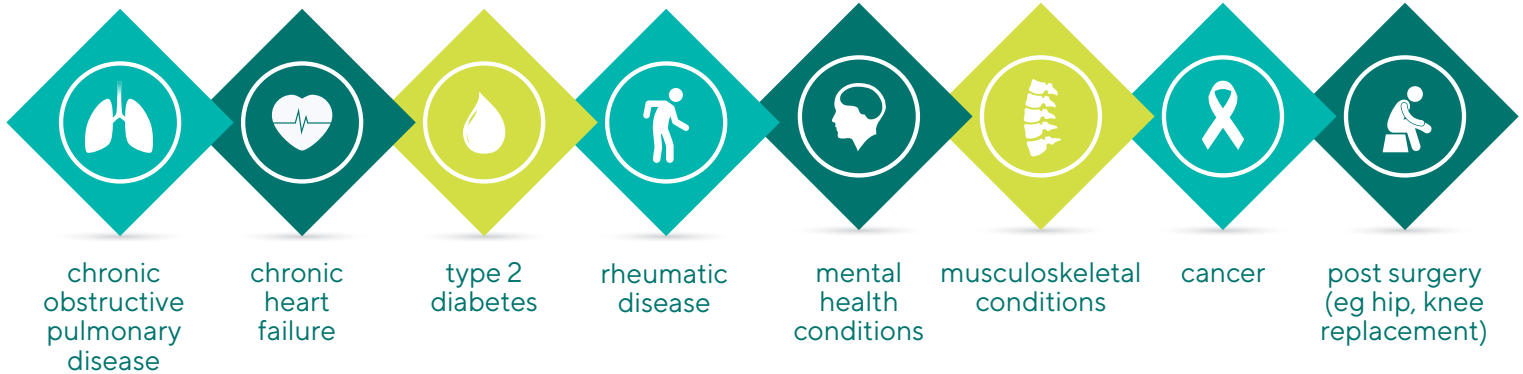 chronic
obstructive
pulmonary
disease
chronic
heart
failure
type 2
diabetes
rheumatic
disease
mental
health
conditions
musculoskeletal
conditions
cancer
post surgery
(eg hip, knee
replacement)